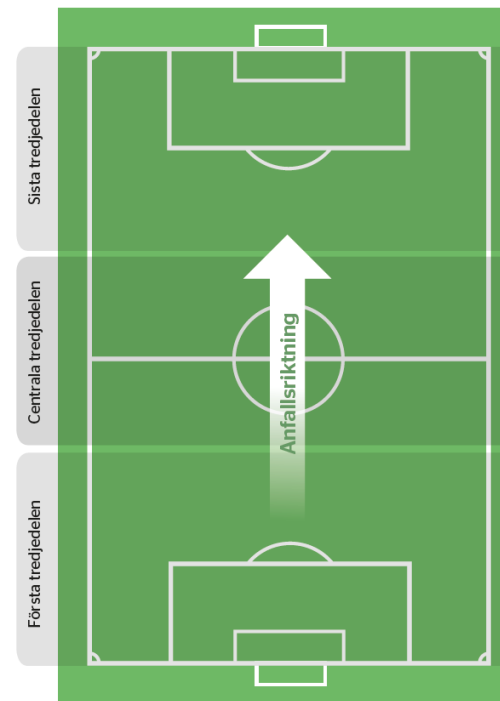 Sista tredjedelen
Centrala tredjedelen
Första tredjedelen
Anfallsriktning